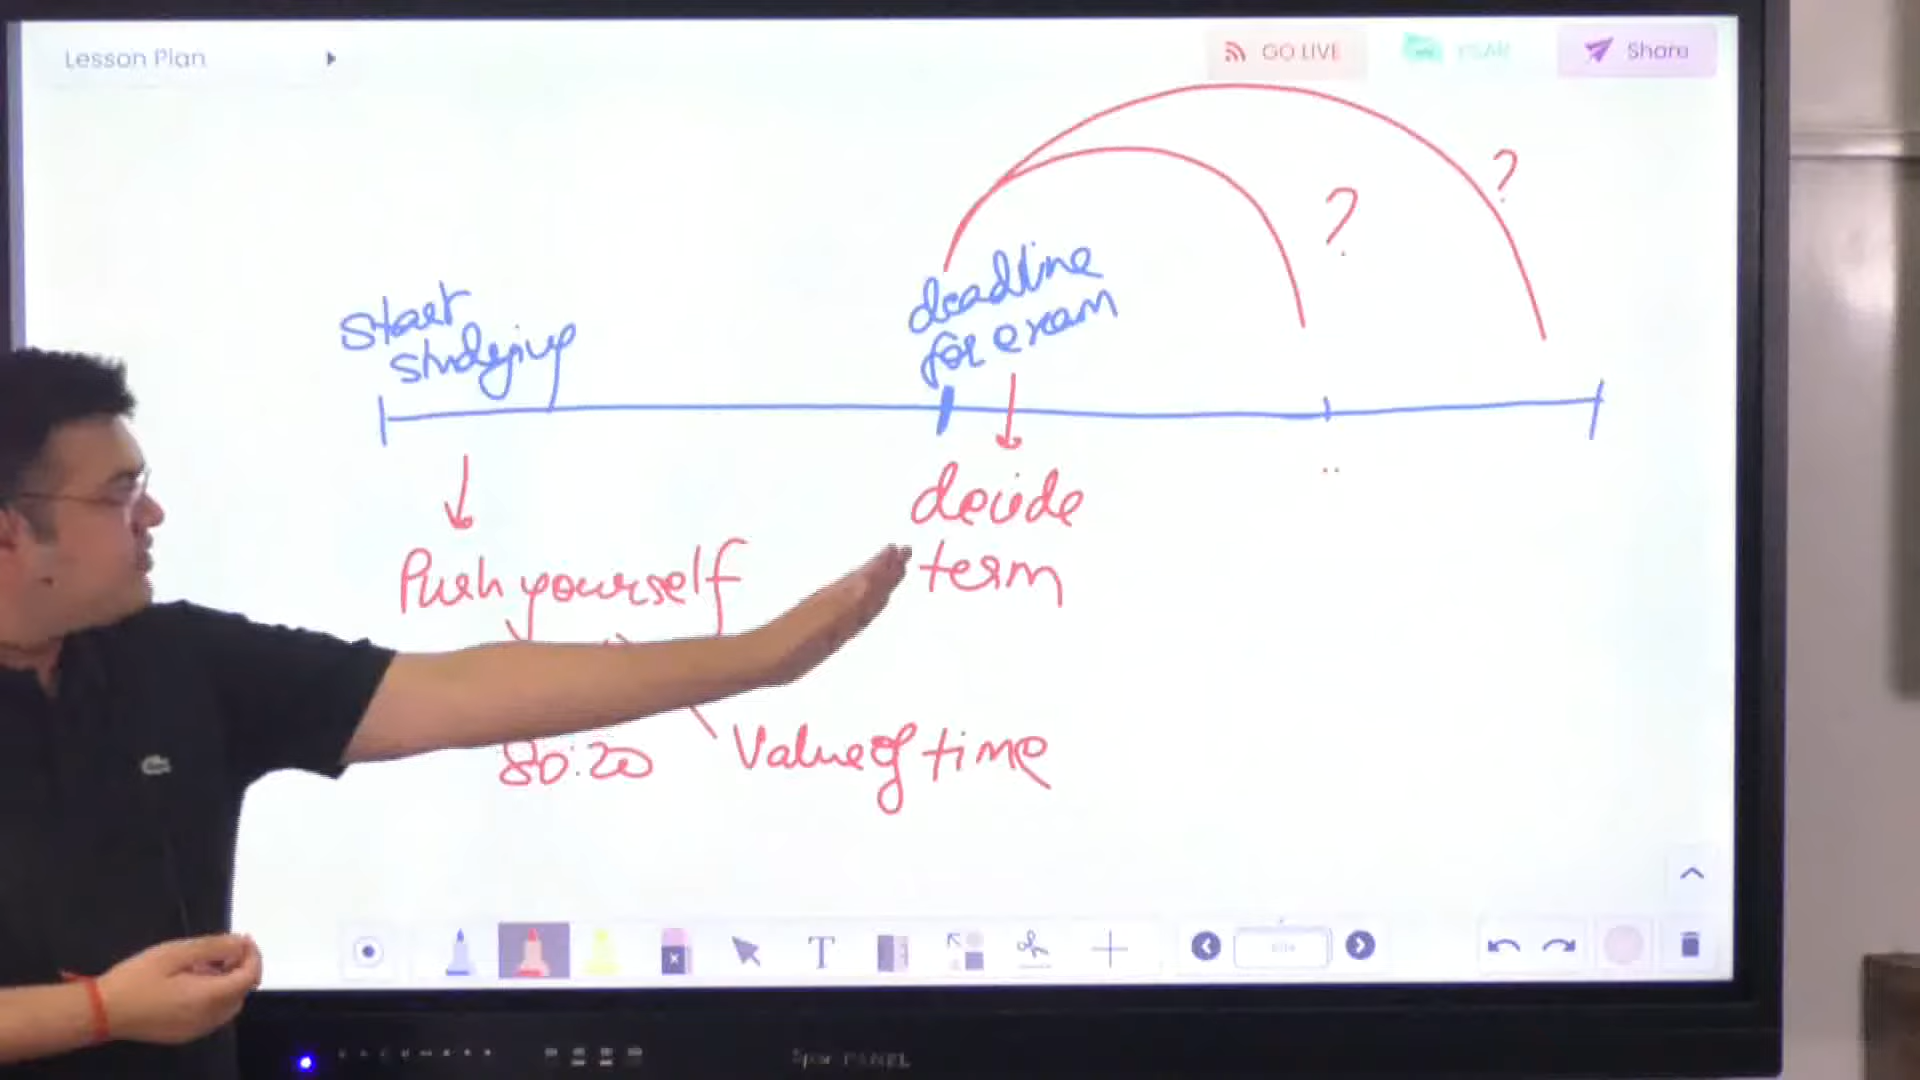 Lesson Plan
GO LIVE
Share
?
?
deadline
for exam
start
studying
decide
term
Push yourself
80:20
Value of time
T
PANEL